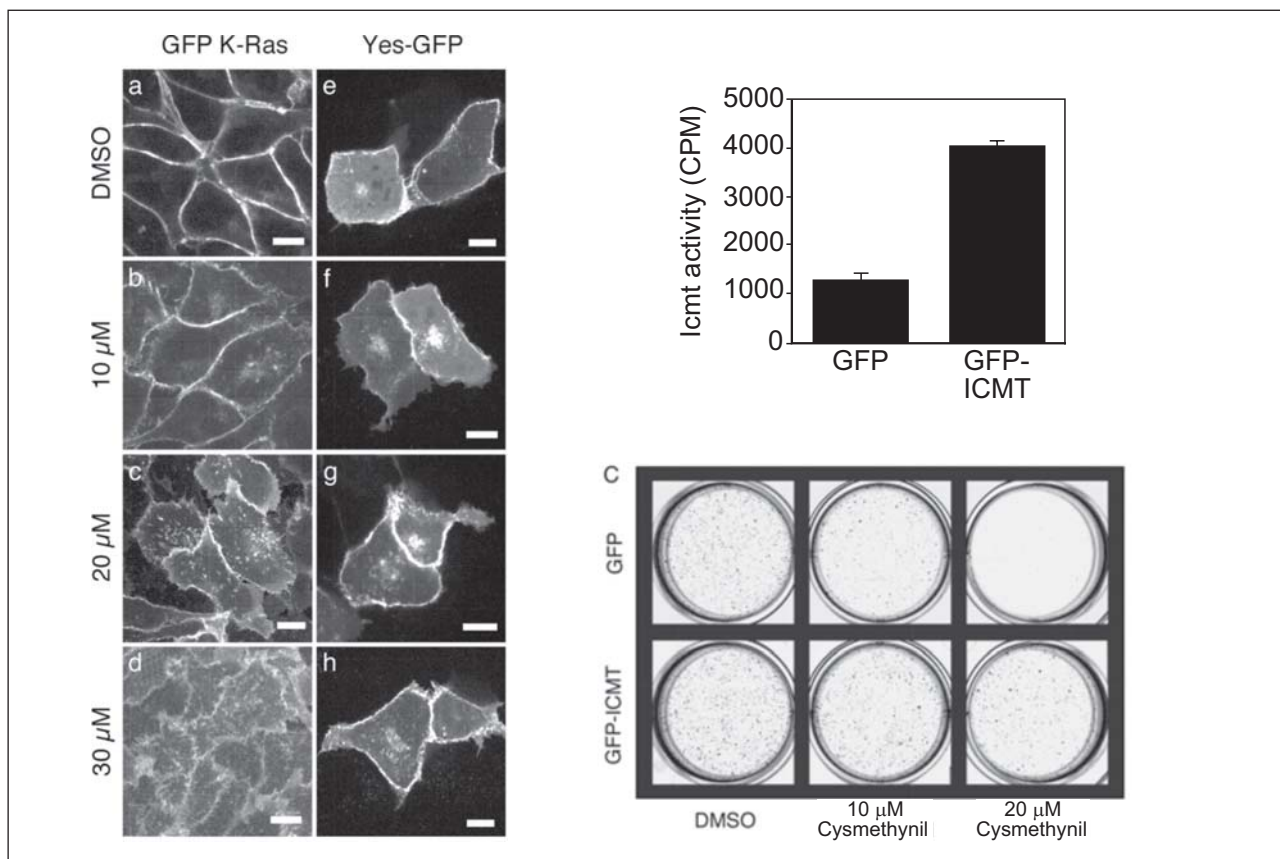 GFP K-Ras
Yes-GFP
DMSO
10 µM
20 µM
30 µM
a
e
b
f
c
g
d
h
Icmt activity (CPM)
5000
4000
3000
2000
1000
0
GFP
GFP-
ICMT
C
GFP
GFP-ICMT
DMSO
10 µM
Cysmethynil
20 µM
Cysmethynil